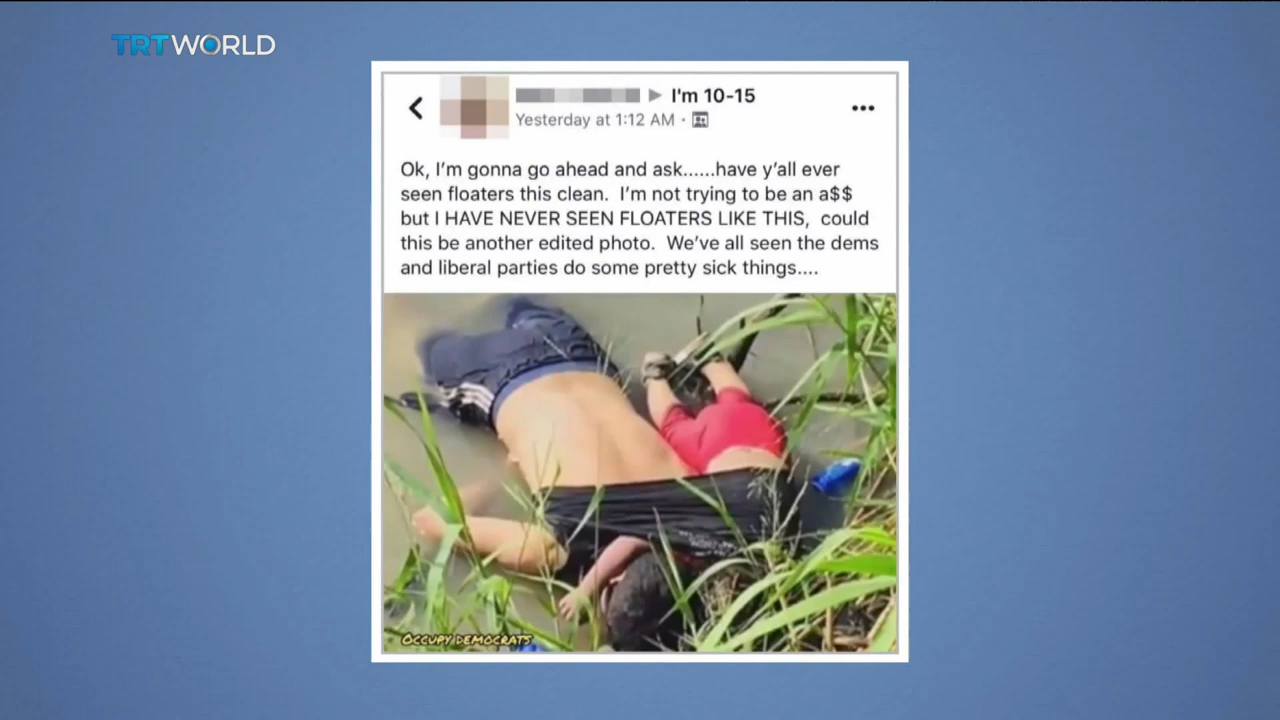 TRT WORLD
I'm 10-15
Yesterday at 1:12 AM ·
Ok, I'm gonna go ahead and ask......have y'all ever
seen floaters this clean. I'm not trying to be an a$$
but I HAVE NEVER SEEN FLOATERS LIKE THIS, could
this be another edited photo. We've all seen the dems
and liberal parties do some pretty sick things....
OCCUPY DEMOCRATS